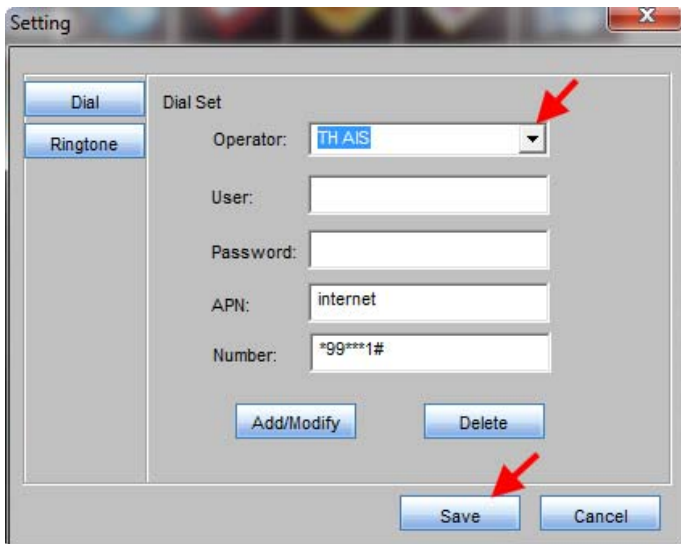 Setting
Dial
Ringtone
Dial Set
Operator: TH AIS
User:
Password:
APN: internet
Number: *99***1#
Add/Modify Delete
Save Cancel